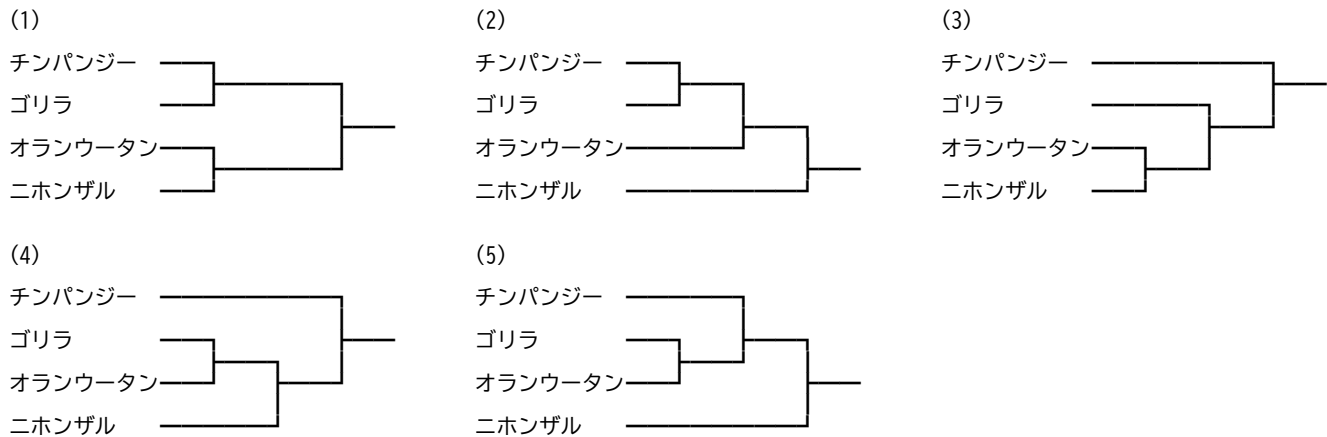 (1)
チンパンジー
ゴリラ
オランウータン
ニホンザル
(2)
チンパンジー
ゴリラ
オランウータン
ニホンザル
(3)
チンパンジー
ゴリラ
オランウータン
ニホンザル
(4)
チンパンジー
ゴリラ
オランウータン
ニホンザル
(5)
チンパンジー
ゴリラ
オランウータン
ニホンザル